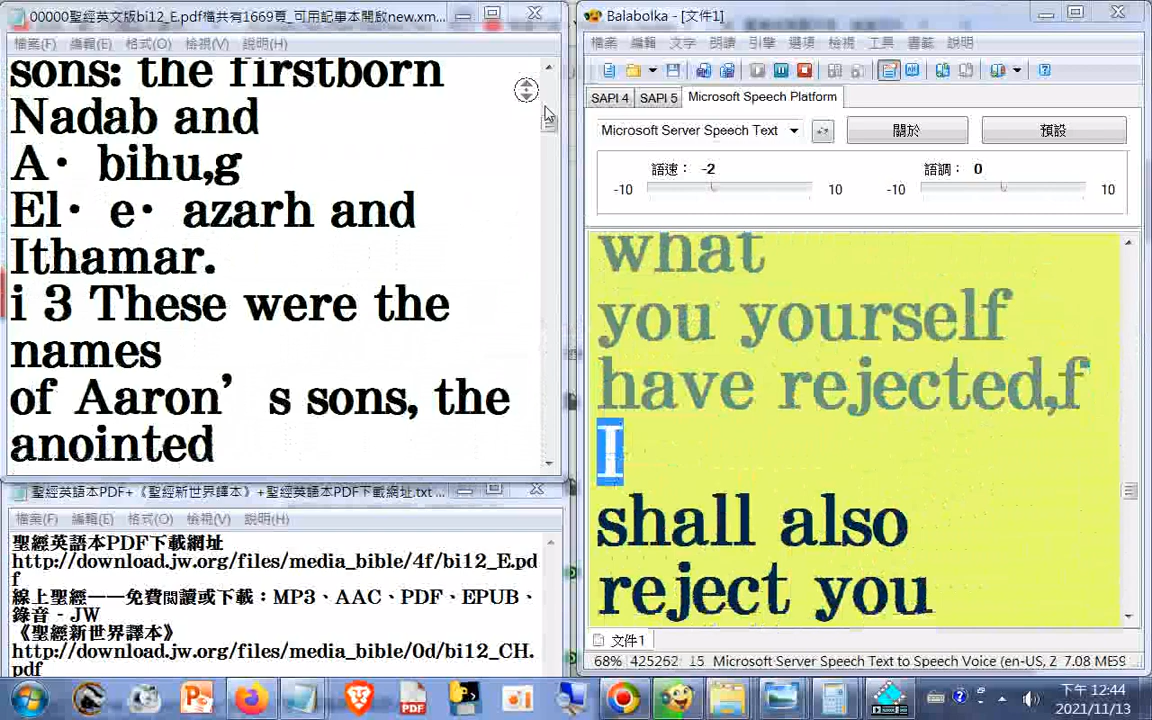 00000聖經英文版bi12_E.pdf檔共有1669頁_可用記事本開啟new.xm...
檔案(F) 編輯(E) 格式(O) 檢視(V) 說明(H)
sons: the firstborn
Nadab and
A· bihu,g
El· e· azarh and
Ithamar.
i 3 These were the
names
of Aaron’ s sons, the
anointed
聖經英語本PDF+《聖經新世界譯本》+聖經英語本PDF下載網址.txt ...
檔案(F) 編輯(E) 格式(O) 檢視(V) 說明(H)
聖經英語本PDF下載網址
http://download.jw.org/files/media_bible/4f/bi12_E.pd
f
線上聖經——免費閱讀或下載：MP3、AAC、PDF、EPUB、
錄音 - JW
《聖經新世界譯本》
http://download.jw.org/files/media_bible/0d/bi12_CH.
pdf
Balabolka - [文件1]
檔案 編輯 文字 朗讀 引擎 選項 檢視 工具 書籤 說明
SAPI 4 SAPI 5 Microsoft Speech Platform
Microsoft Server Speech Text 關於 預設
語速： -2 語調： 0
-10 10 -10 10
what
you yourself
have rejected,f
I
shall also
reject you
文件1
68% 425262 15 Microsoft Server Speech Text to Speech Voice (en-US, Z 7.08 ME59
下午 12:44
2021/11/13